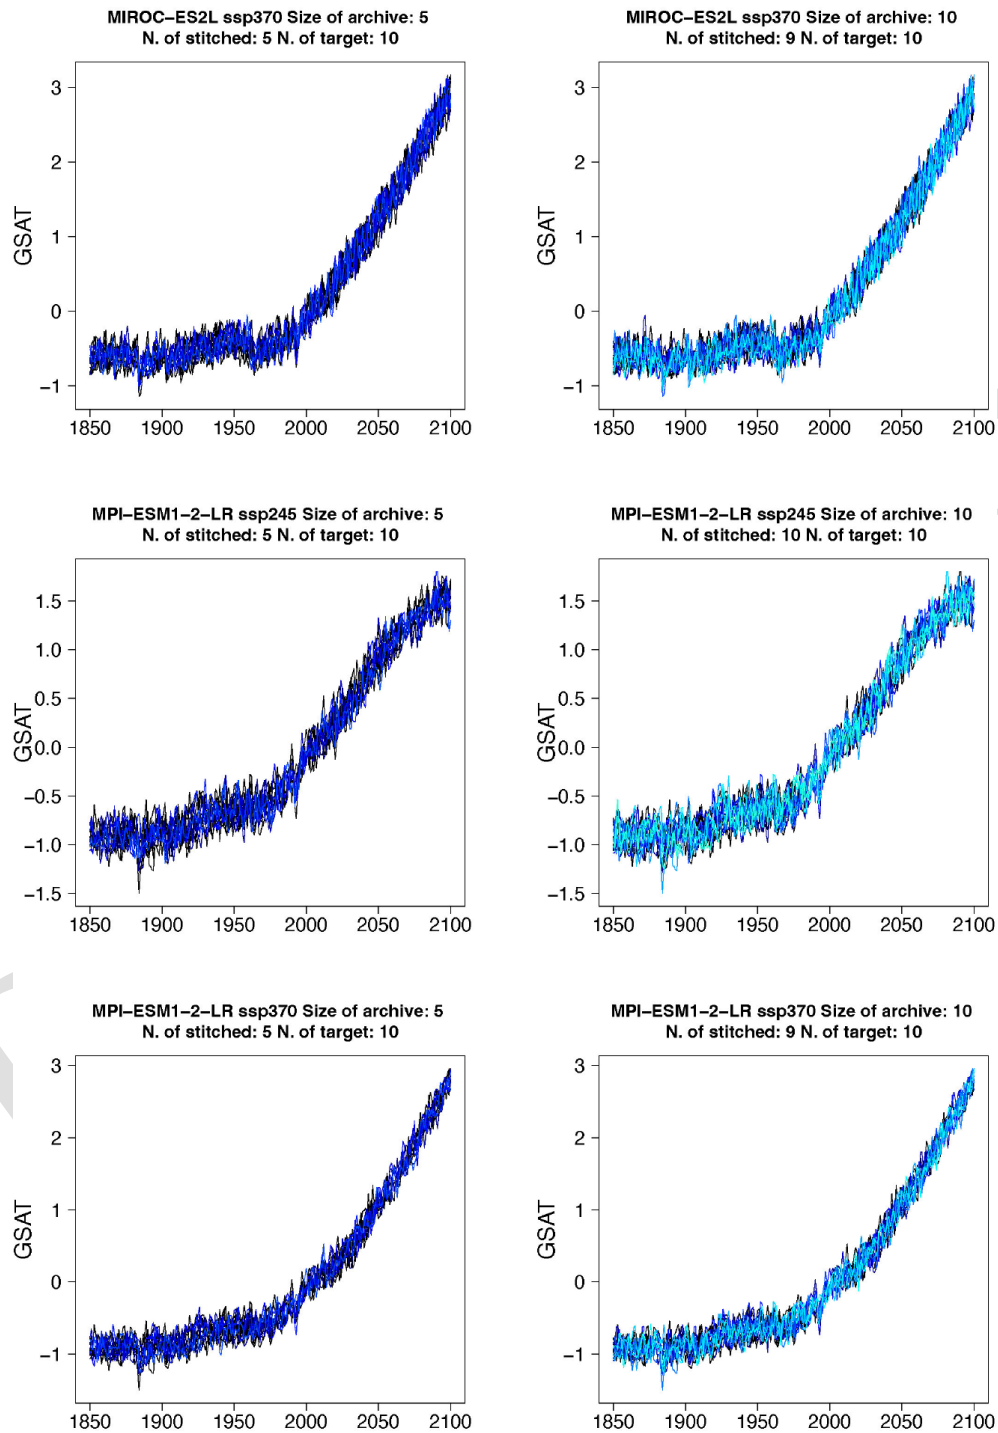 MIROC–ES2L ssp370 Size of archive: 5
N. of stitched: 5 N. of target: 10
3
2
1
0
−1
GSAT
1850 1900 1950 2000 2050 2100
MIROC–ES2L ssp370 Size of archive: 10
N. of stitched: 9 N. of target: 10
3
2
1
0
−1
GSAT
1850 1900 1950 2000 2050 2100
MPI–ESM1–2–LR ssp245 Size of archive: 5
N. of stitched: 5 N. of target: 10
1.5
1.0
0.5
0.0
−0.5
−1.0
−1.5
GSAT
1850 1900 1950 2000 2050 2100
MPI–ESM1–2–LR ssp245 Size of archive: 10
N. of stitched: 10 N. of target: 10
1.5
1.0
0.5
0.0
−0.5
−1.0
−1.5
GSAT
1850 1900 1950 2000 2050 2100
MPI–ESM1–2–LR ssp370 Size of archive: 5
N. of stitched: 5 N. of target: 10
3
2
1
0
−1
GSAT
1850 1900 1950 2000 2050 2100
MPI–ESM1–2–LR ssp370 Size of archive: 10
N. of stitched: 9 N. of target: 10
3
2
1
0
−1
GSAT
1850 1900 1950 2000 2050 2100